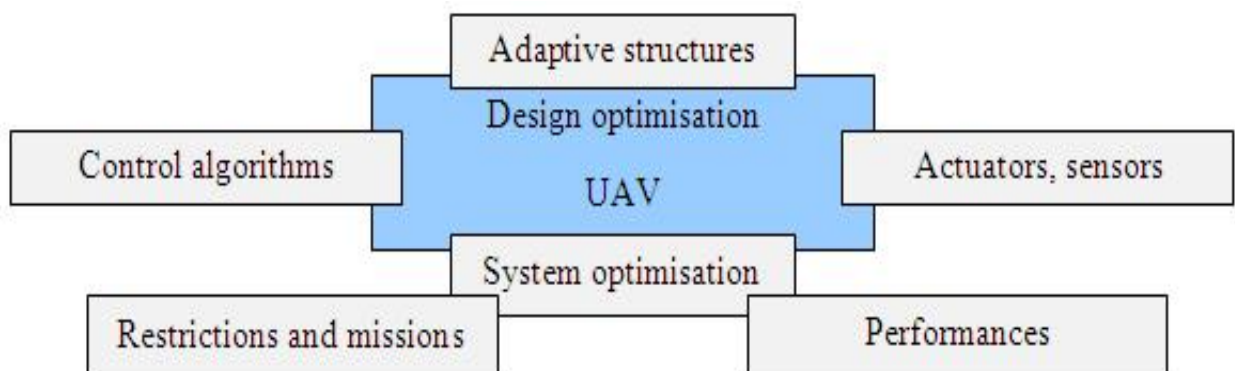 Adaptive structures
Design optimisation
Control algorithms
Actuators, sensors
UAV
System optimisation
Restrictions and missions
Performances